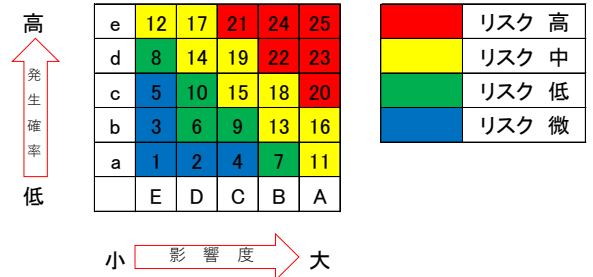 高
発生確率
低
e 12 17 21 24 25
d 8 14 19 22 23
c 5 10 15 18 20
b 3 6 9 13 16
a 1 2 4 7 11
E D C B A
小 影 響 度 大
リスク 高
リスク 中
リスク 低
リスク 微